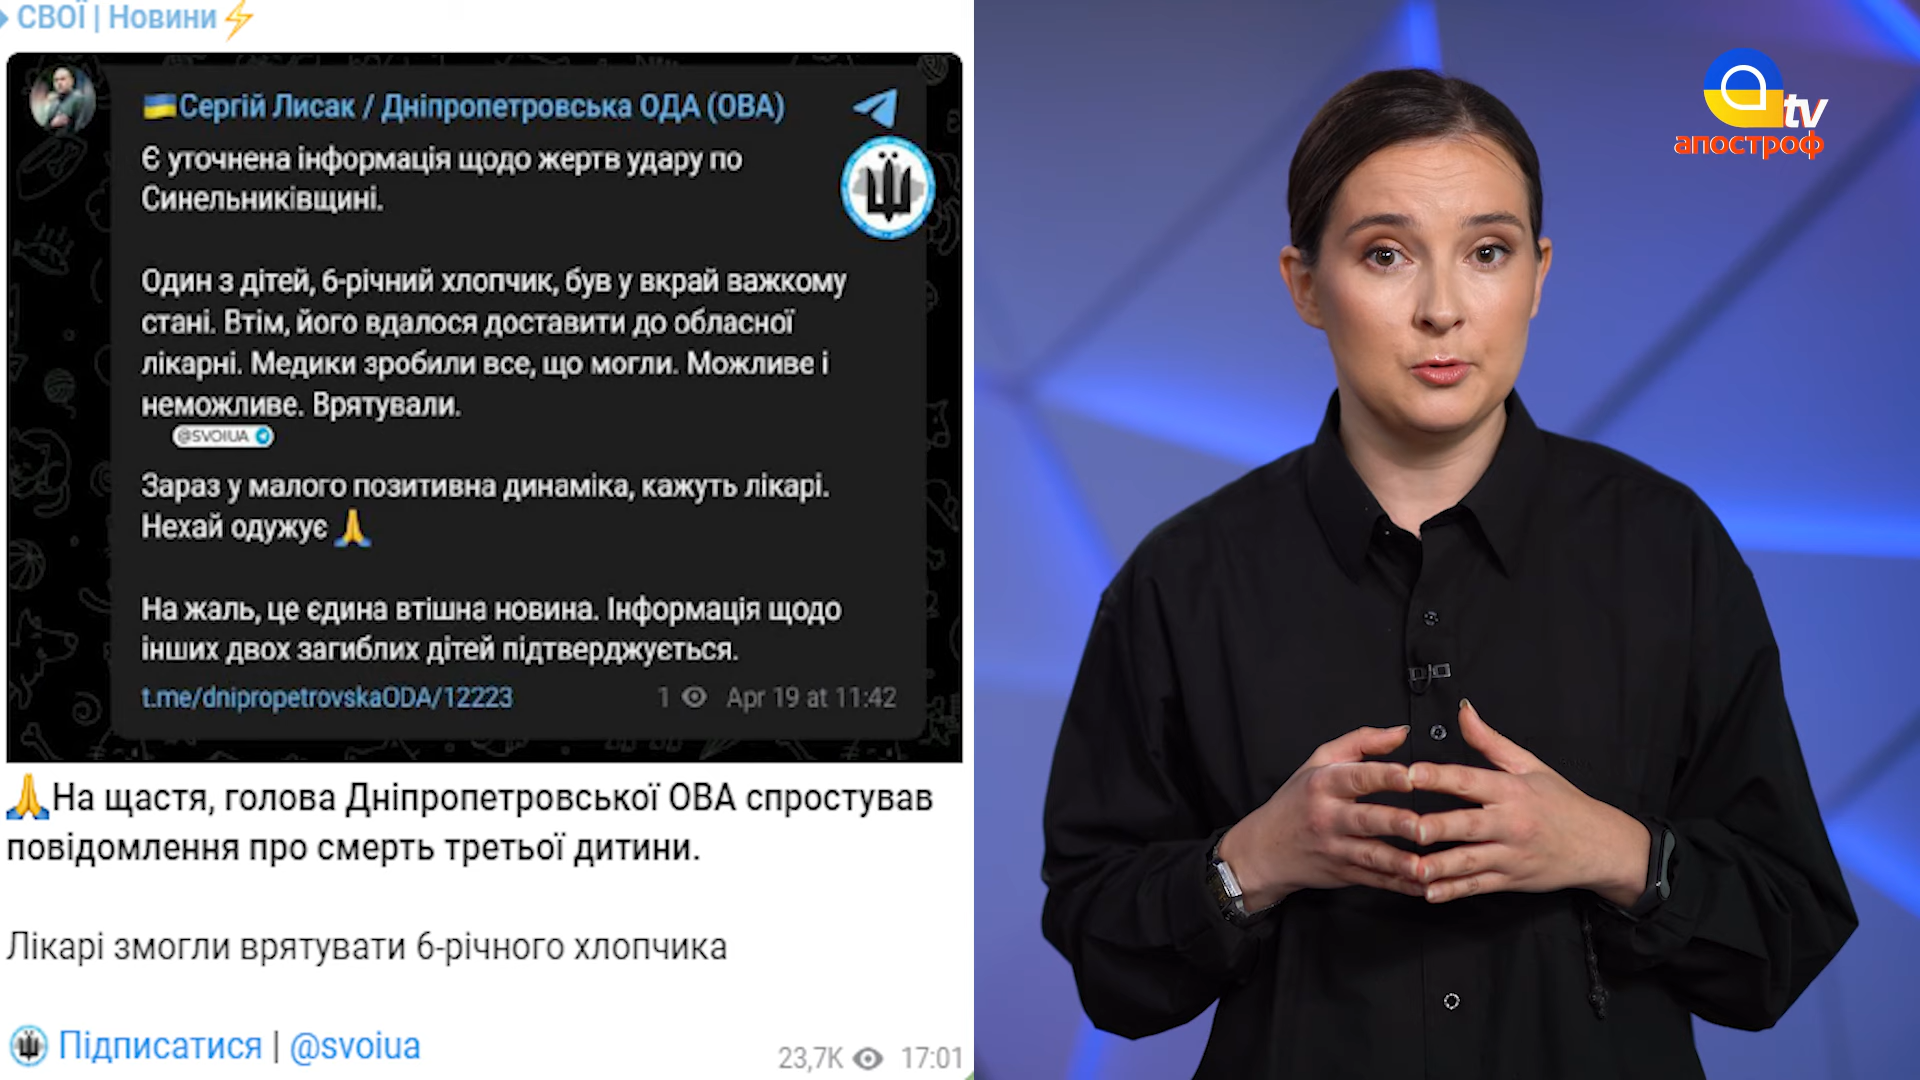 СВОЇ | Новини⚡
🇺🇦Сергій Лисак / Дніпропетровська ОДА (ОВА)
Є уточнена інформація щодо жертв удару по
Синельниківщині.
Один з дітей, 6-річний хлопчик, був у вкрай важкому
стані. Втім, його вдалося доставити до обласної
лікарні. Медики зробили все, що могли. Можливе і
неможливе. Врятували.
@SVOIUA
Зараз у малого позитивна динаміка, кажуть лікарі.
Нехай одужує 🙏
На жаль, це єдина втішна новина. Інформація щодо
інших двох загиблих дітей підтверджується.
t.me/dnipropetrovskaODA/12223 1 Apr 19 at 11:42
🙏На щастя, голова Дніпропетровської ОВА спростував
повідомлення про смерть третьої дитини.
Лікарі змогли врятувати 6-річного хлопчика
Підписатися | @svoiua
23,7K 17:01
tv
апостроф